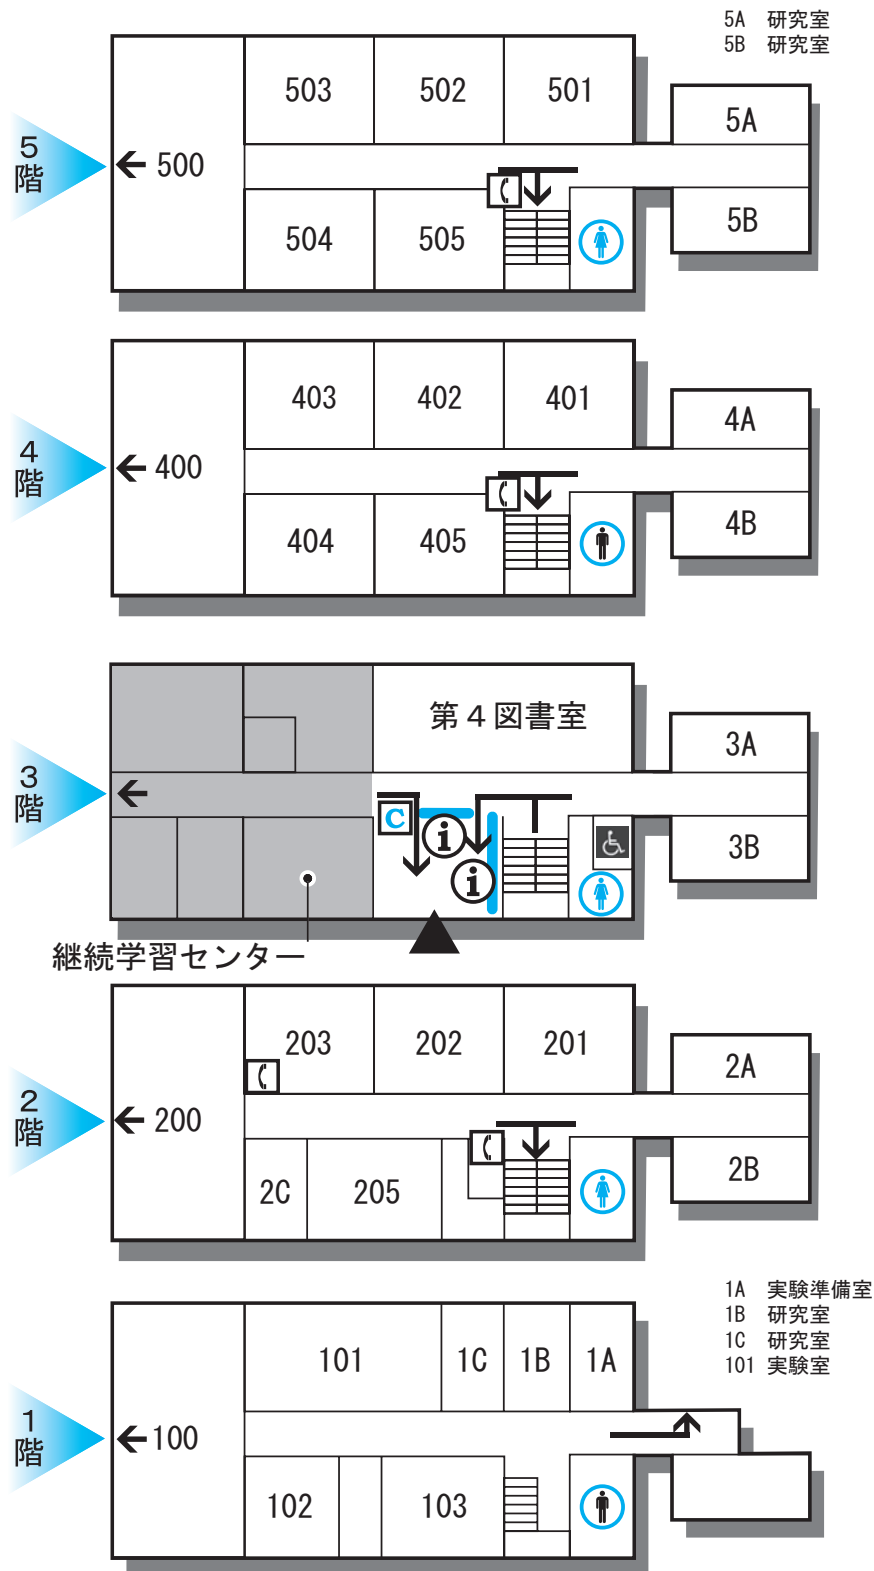 5A 研究室
5B 研究室
503 502 501
5A
5階
500
504 505
5B
403 402 401
4A
4階
400
404 405
4B
第4図書室
3A
3階
C
i
i
3B
継続学習センター
203 202 201
2A
2階
200
2C 205
2B
1A 実験準備室
1B 研究室
1C 研究室
101 実験室
101 1C 1B 1A
1階
100
102 103